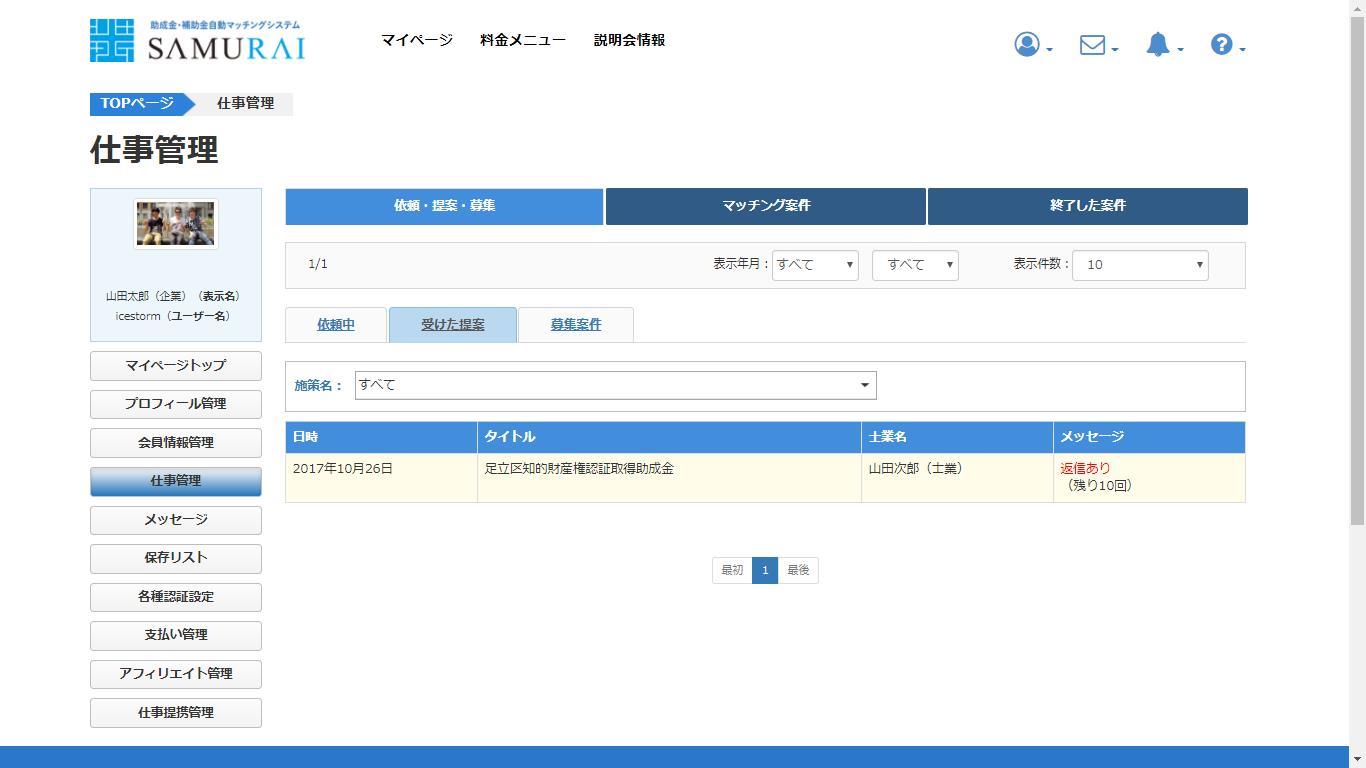 助成金・補助金自動マッチングシステム
SAMURAI
マイページ
料金メニュー
説明会情報
TOPページ
仕事管理
仕事管理
山田太郎（企業）（表示名）
icestorm（ユーザー名）
マイページトップ
プロフィール管理
会員情報管理
仕事管理
メッセージ
保存リスト
各種認証設定
支払い管理
アフィリエイト管理
仕事提携管理
依頼・提案・募集
マッチング案件
終了した案件
1/1
表示年月：
すべて
すべて
表示件数：
10
依頼中
受けた提案
募集案件
施策名：
すべて
日時
タイトル
士業名
メッセージ
2017年10月26日
足立区知的財産権認証取得助成金
山田次郎（士業）
返信あり
（残り10回）
最初
1
最後